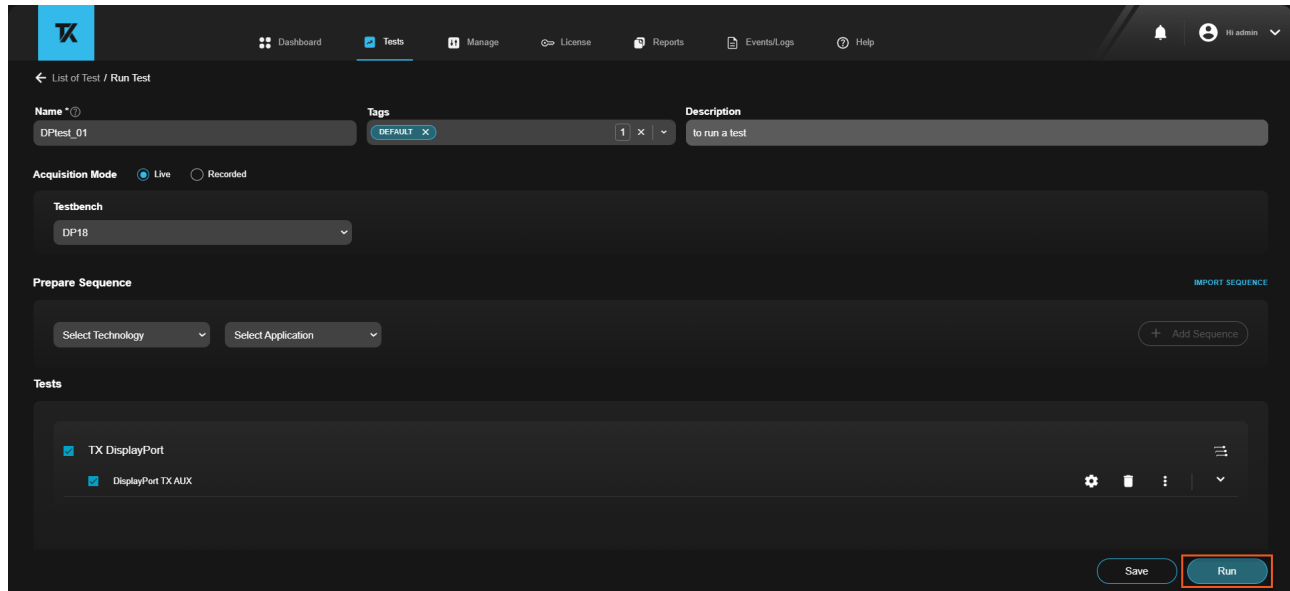 TK
Dashboard Tests Manage License Reports Events/Logs Help Hi admin
List of Test / Run Test
Name * Tags Description
DPtest_01 DEFAULT X 1 to run a test
Acquisition Mode Live Recorded
Testbench
DP18
Prepare Sequence IMPORT SEQUENCE
Select Technology Select Application + Add Sequence
Tests
TX DisplayPort
DisplayPort TX AUX
Save Run